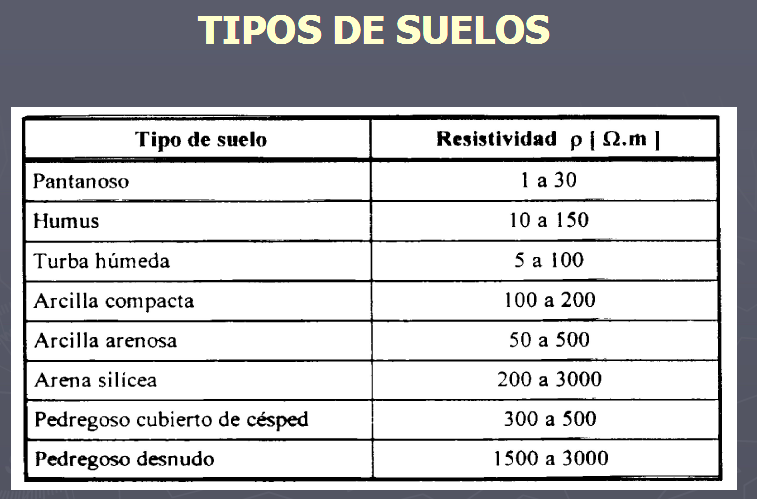 TIPOS DE SUELOS
Tipo de suelo Resistividad ρ [ Ω.m ]
Pantanoso 1 a 30
Humus 10 a 150
Turba húmeda 5 a 100
Arcilla compacta 100 a 200
Arcilla arenosa 50 a 500
Arena silícea 200 a 3000
Pedregoso cubierto de césped 300 a 500
Pedregoso desnudo 1500 a 3000